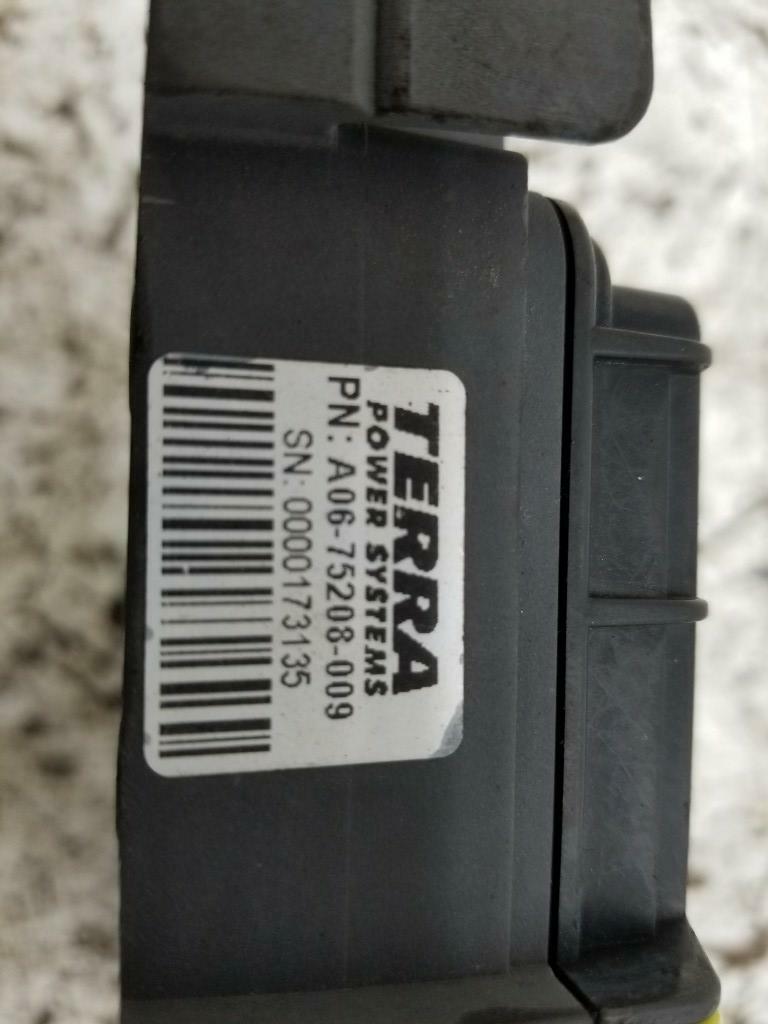 TERRA
POWER SYSTEMS
PN: A06-75208-009
SN: 0000173135